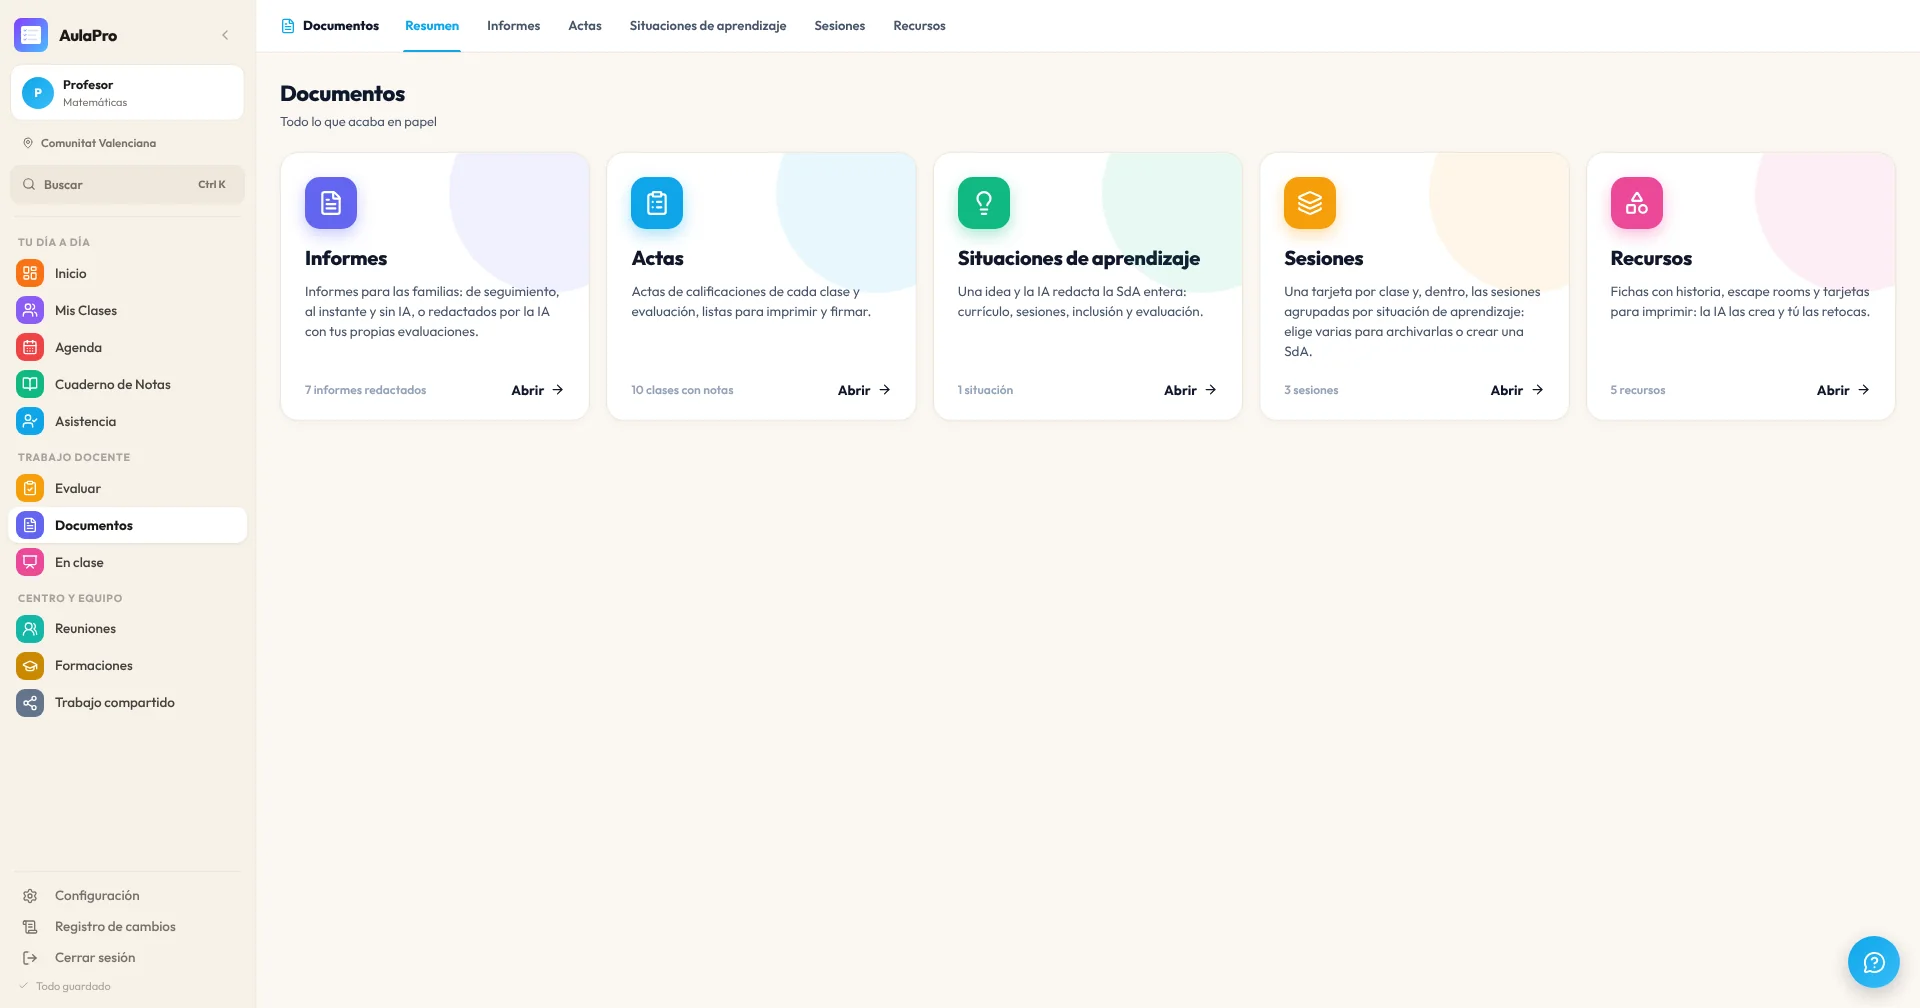 AulaPro
P
Profesor
Matemáticas
Comunitat Valenciana
Buscar
Ctrl K
TU DÍA A DÍA
Inicio
Mis Clases
Agenda
Cuaderno de Notas
Asistencia
TRABAJO DOCENTE
Evaluar
Documentos
En clase
CENTRO Y EQUIPO
Reuniones
Formaciones
Trabajo compartido
Configuración
Registro de cambios
Cerrar sesión
Todo guardado
Documentos
Resumen
Informes
Actas
Situaciones de aprendizaje
Sesiones
Recursos
Documentos
Todo lo que acaba en papel
Informes
Informes para las familias: de seguimiento,
al instante y sin IA, o redactados por la IA
con tus propias evaluaciones.
7 informes redactados
Abrir
Actas
Actas de calificaciones de cada clase y
evaluación, listas para imprimir y firmar.
10 clases con notas
Abrir
Situaciones de aprendizaje
Una idea y la IA redacta la SdA entera:
currículo, sesiones, inclusión y evaluación.
1 situación
Abrir
Sesiones
Una tarjeta por clase y, dentro, las sesiones
agrupadas por situación de aprendizaje:
elige varias para archivarlas o crear una
SdA.
3 sesiones
Abrir
Recursos
Fichas con historia, escape rooms y tarjetas
para imprimir: la IA las crea y tú las retocas.
5 recursos
Abrir